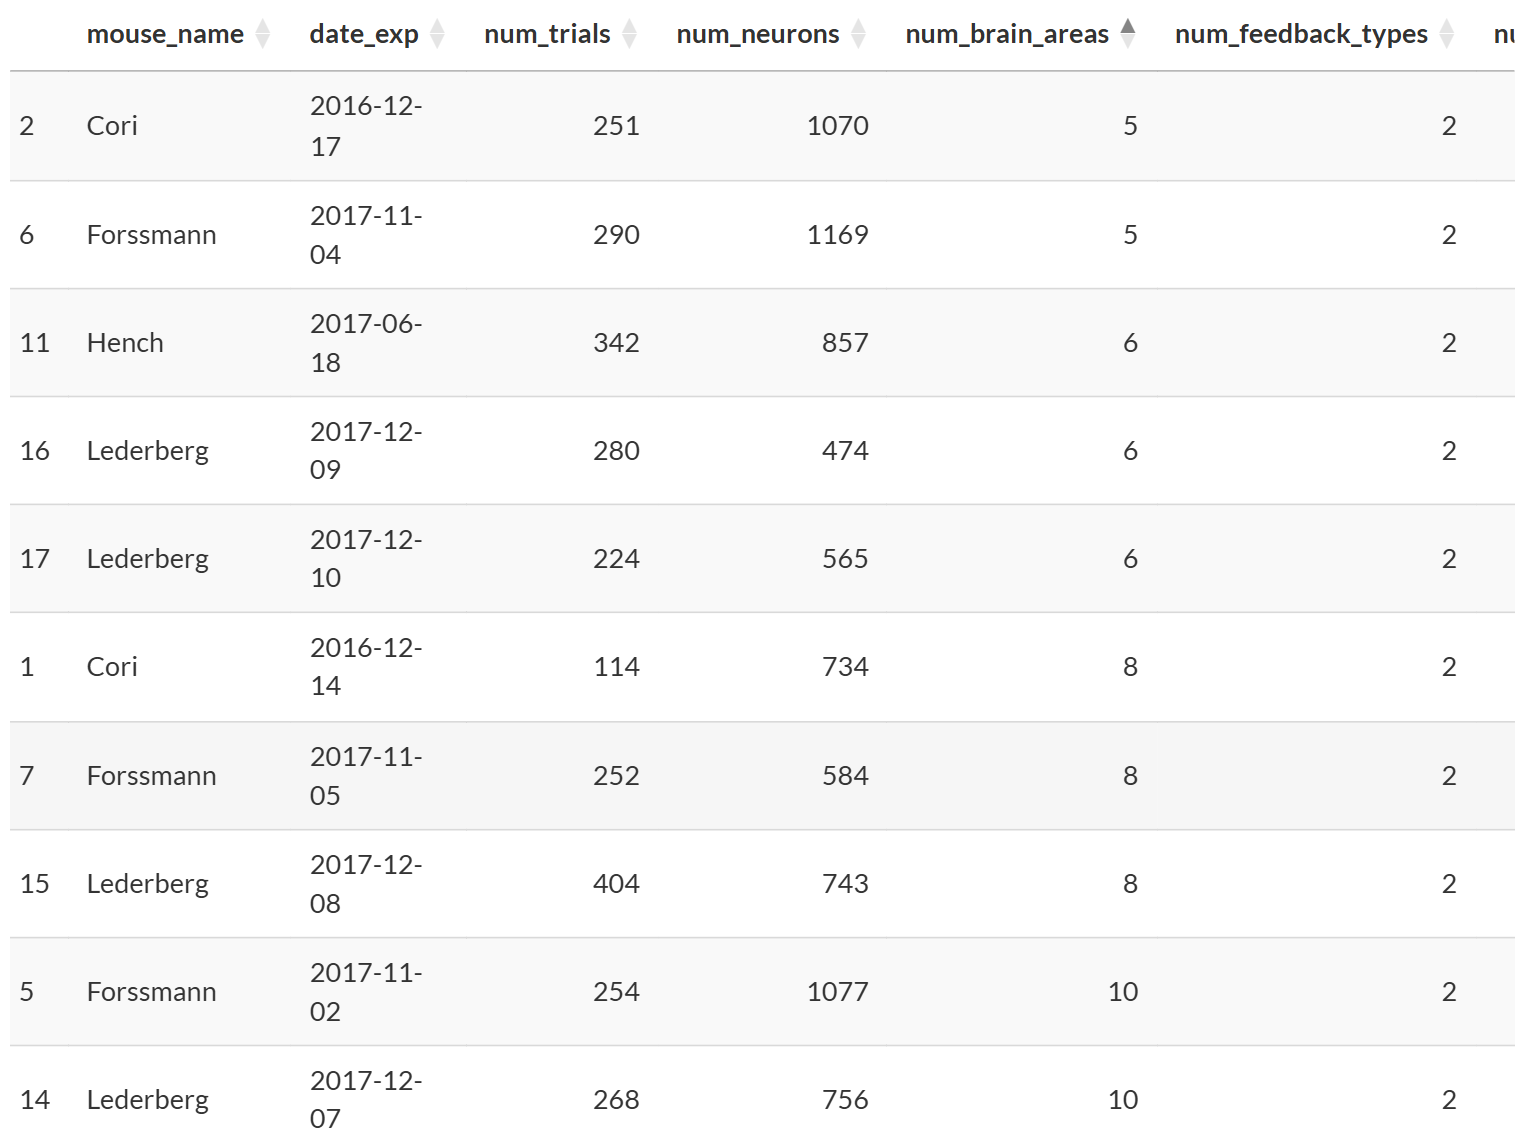 mouse_name date_exp num_trials num_neurons num_brain_areas num_feedback_types
2 Cori 2016-12-17 251 1070 5 2
6 Forssmann 2017-11-04 290 1169 5 2
11 Hench 2017-06-18 342 857 6 2
16 Lederberg 2017-12-09 280 474 6 2
17 Lederberg 2017-12-10 224 565 6 2
1 Cori 2016-12-14 114 734 8 2
7 Forssmann 2017-11-05 252 584 8 2
15 Lederberg 2017-12-08 404 743 8 2
5 Forssmann 2017-11-02 254 1077 10 2
14 Lederberg 2017-12-07 268 756 10 2